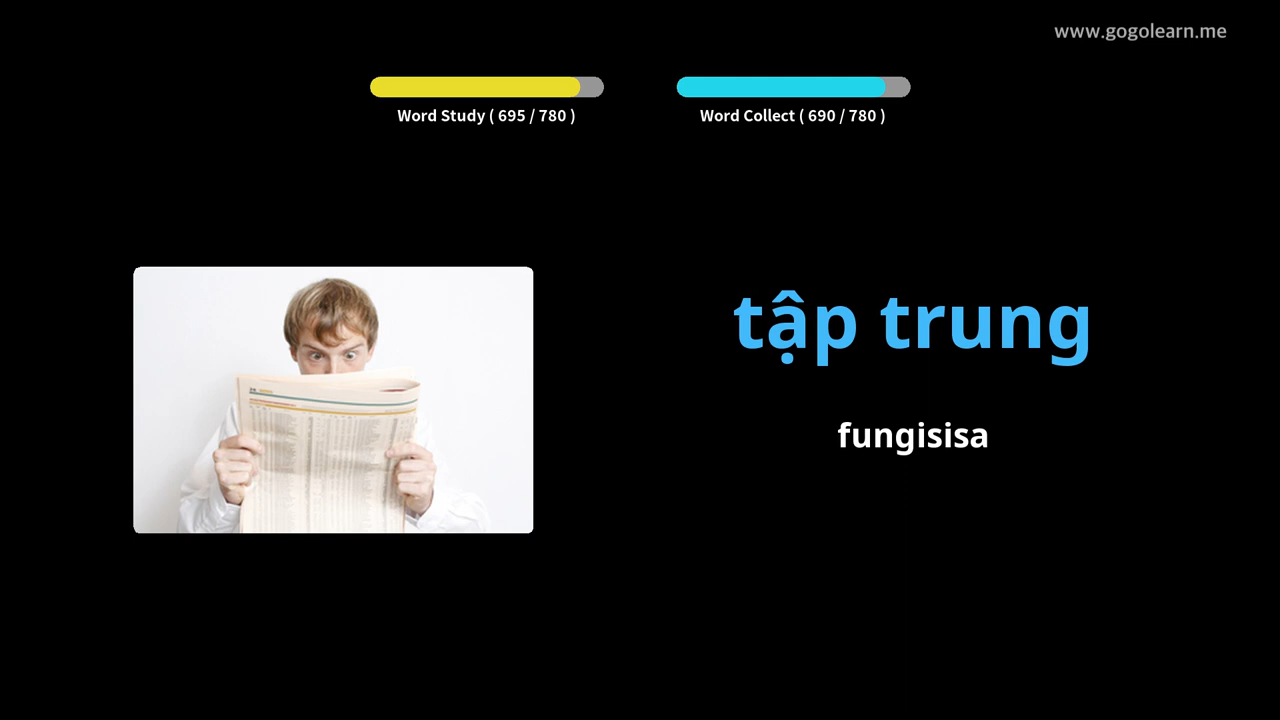 www.gogolearn.me
Word Study ( 695 / 780 )
Word Collect ( 690 / 780 )
tập trung
fungisisa